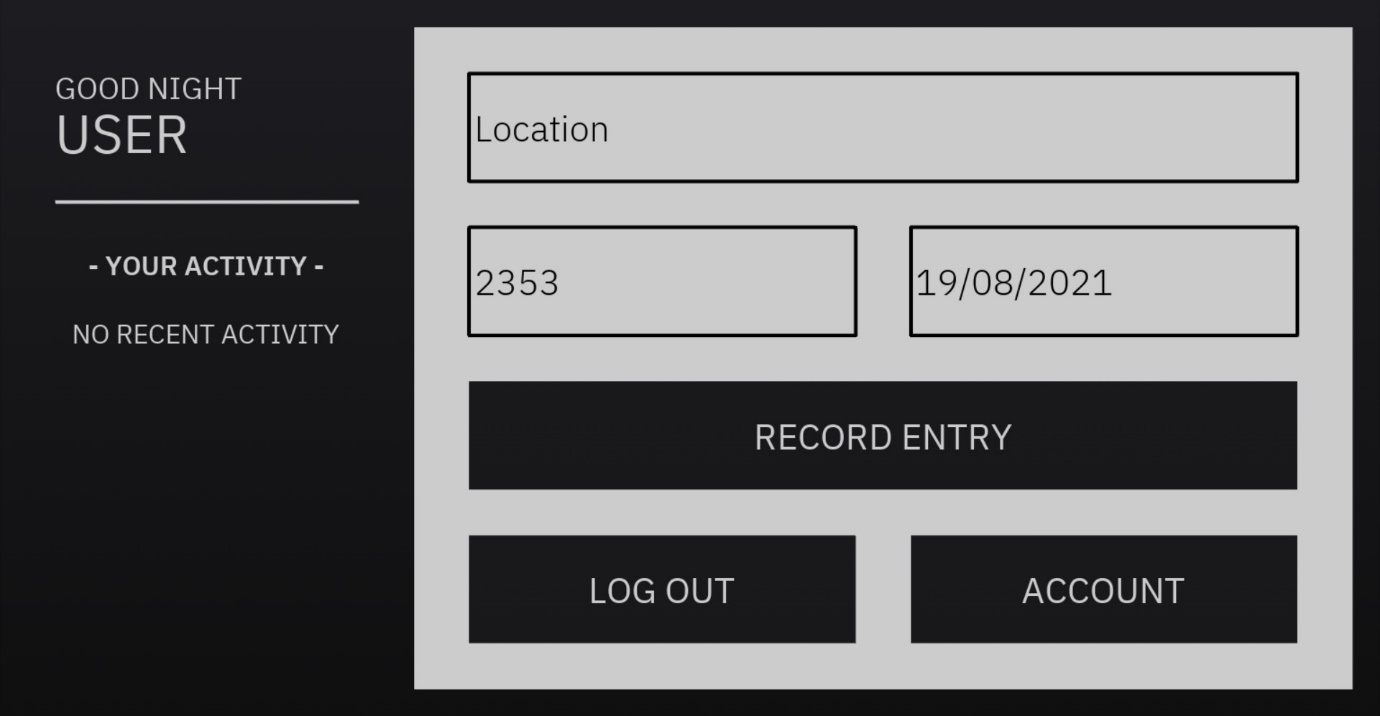 GOOD NIGHT
USER
- YOUR ACTIVITY -
NO RECENT ACTIVITY
Location
2353
19/08/2021
RECORD ENTRY
LOG OUT
ACCOUNT